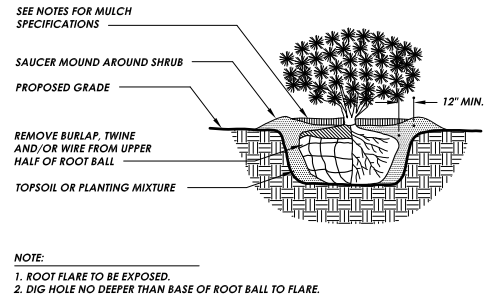 SEE NOTES FOR MULCH
SPECIFICATIONS
SAUCER MOUND AROUND SHRUB
PROPOSED GRADE
12" MIN.
REMOVE BURLAP, TWINE
AND/OR WIRE FROM UPPER
HALF OF ROOT BALL
TOPSOIL OR PLANTING MIXTURE
NOTE:
1. ROOT FLARE TO BE EXPOSED.
2. DIG HOLE NO DEEPER THAN BASE OF ROOT BALL TO FLARE.